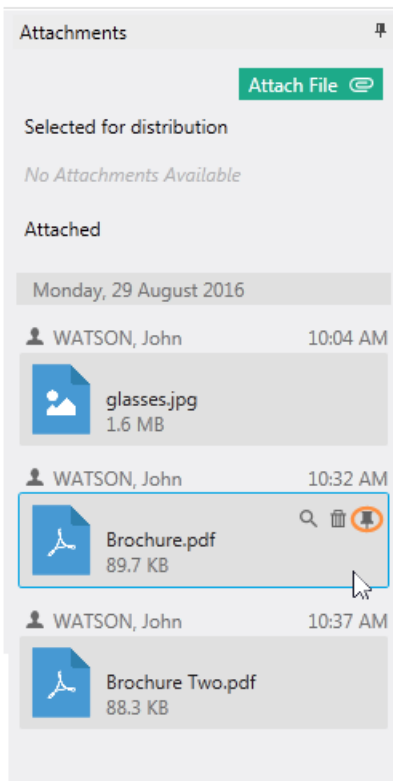 Attachments
Attach File
Selected for distribution
No Attachments Available
Attached
Monday, 29 August 2016
WATSON, John 10:04 AM
glasses.jpg
1.6 MB
WATSON, John 10:32 AM
Brochure.pdf
89.7 KB
WATSON, John 10:37 AM
Brochure Two.pdf
88.3 KB